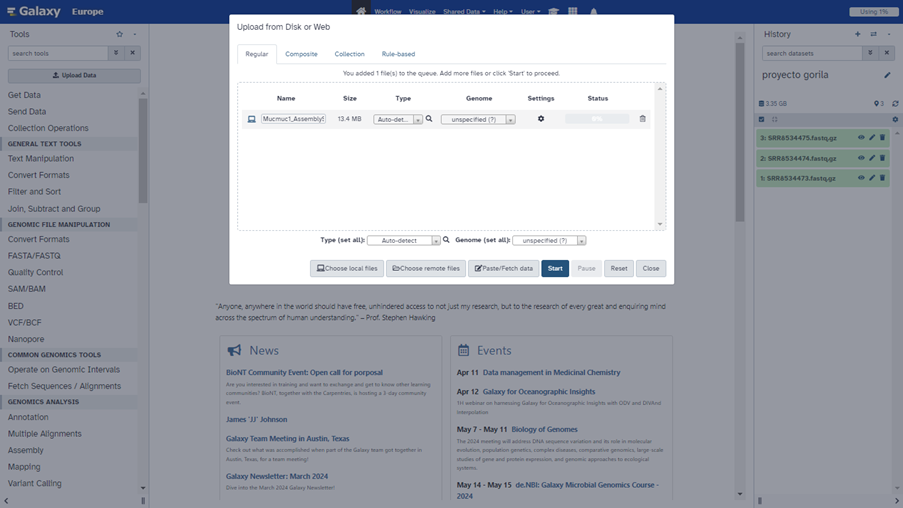 Galaxy Europe
Workflow Visualize Shared Data Help User
Using 1%
Tools
search tools
Upload Data
Get Data
Send Data
Collection Operations
GENERAL TEXT TOOLS
Text Manipulation
Convert Formats
Filter and Sort
Join, Subtract and Group
GENOMIC FILE MANIPULATION
Convert Formats
FASTA/FASTQ
Quality Control
SAM/BAM
BED
VCF/BCF
Nanopore
COMMON GENOMICS TOOLS
Operate on Genomic Intervals
Fetch Sequences / Alignments
GENOMICS ANALYSIS
Annotation
Multiple Alignments
Assembly
Mapping
Variant Calling
Upload from Disk or Web
Regular Composite Collection Rule-based
You added 1 file(s) to the queue. Add more files or click 'Start' to proceed.
Name Size Type Genome Settings Status
Mucmuc1_Assembly 13.4 MB Auto-det... unspecified (?)
Type (set all): Auto-detect Genome (set all): unspecified (?)
Choose local files Choose remote files Paste/Fetch data Start Pause Reset Close
"Anyone, anywhere in the world should have free, unhindered access to not just my research, but to the research of every great and enquiring mind
across the spectrum of human understanding." – Prof. Stephen Hawking
News
BioNT Community Event: Open call for porposal
Are you interested in training and want to exchange and get to know other learning
communities? BioNT, together with the Carpentries, is hosting a 3-day community
event.
James 'JJ' Johnson
Galaxy Team Meeting in Austin, Texas
Check out what was accomplished when part of the Galaxy team got together in
Austin, Texas, for a team meeting!
Galaxy Newsletter: March 2024
Dive into the March 2024 Galaxy Newsletter!
Events
Apr 11 Data management in Medicinal Chemistry
Apr 12 Galaxy for Oceanographic Insights
1H webinar on harnessing Galaxy for Oceanographic Insights with ODV and DIVAnd
Interpolation
May 7 - May 11 Biology of Genomes
The 2024 meeting will address DNA sequence variation and its role in molecular
evolution, population genetics, complex diseases, comparative genomics, large-scale
studies of gene and protein expression, and genomic approaches to ecological
systems.
May 14 - May 15 de.NBI: Galaxy Microbial Genomics Course -
2024
History
search datasets
proyecto gorila
3.35 GB 3
3: SRR6534475.fastq.gz
2: SRR6534474.fastq.gz
1: SRR6534473.fastq.gz